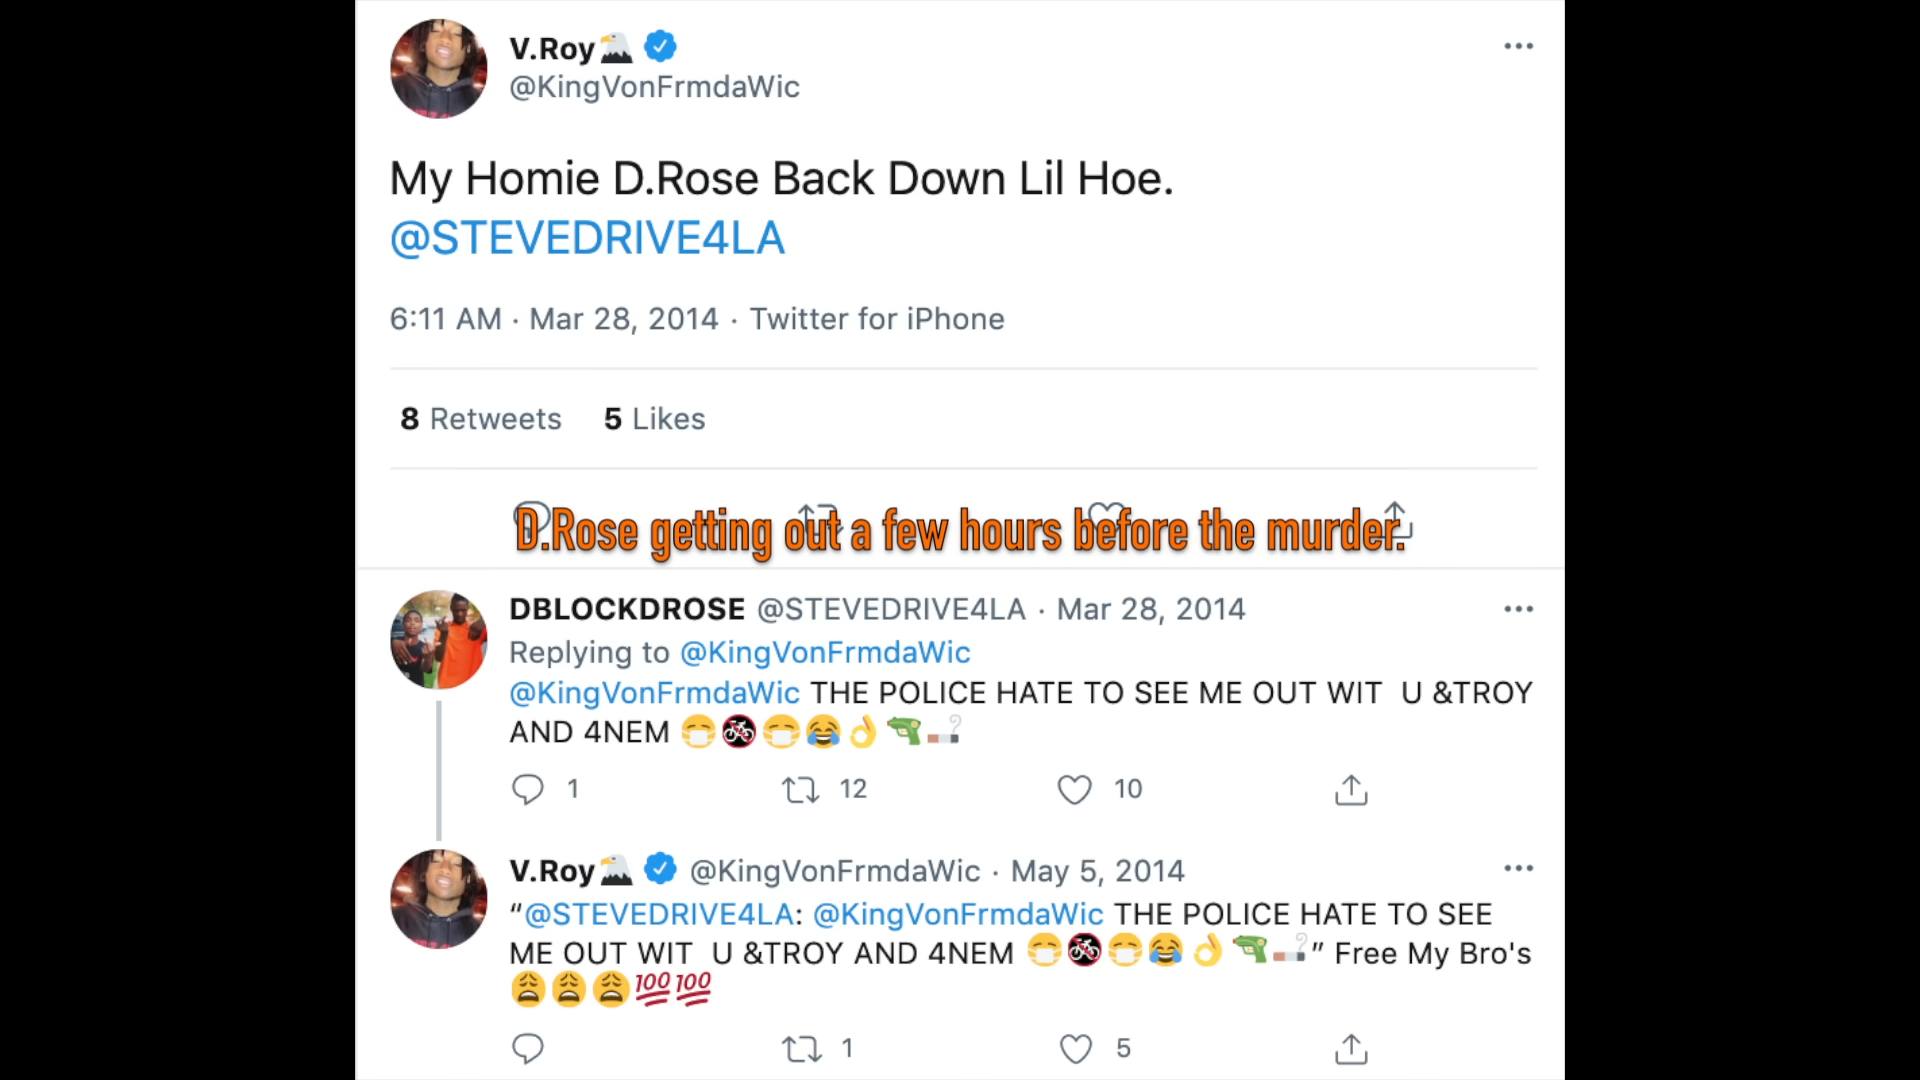 V.Roy🦅
@KingVonFrmdaWic
My Homie D.Rose Back Down Lil Hoe.
@STEVEDRIVE4LA
6:11 AM · Mar 28, 2014 · Twitter for iPhone
8 Retweets 5 Likes
D.Rose getting out a few hours before the murder.
DBLOCKDROSE @STEVEDRIVE4LA · Mar 28, 2014
Replying to @KingVonFrmdaWic
@KingVonFrmdaWic THE POLICE HATE TO SEE ME OUT WIT U &TROY
AND 4NEM 😷🚳😷😂👌🔫🚬
1 12 10
V.Roy🦅 @KingVonFrmdaWic · May 5, 2014
“@STEVEDRIVE4LA: @KingVonFrmdaWic THE POLICE HATE TO SEE
ME OUT WIT U &TROY AND 4NEM 😷🚳😷😂👌🔫🚬” Free My Bro's
😩😩😩💯💯
1 5